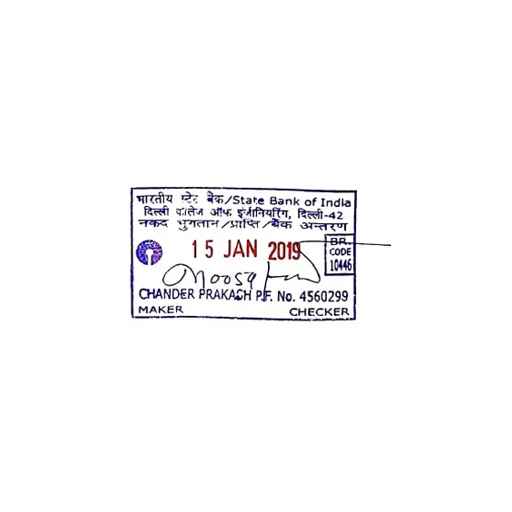 भारतीय स्टेट बैंक/State Bank of India
दिल्ली कालेज ऑफ इंजीनियरिंग, दिल्ली-42
नकद भुगतान/प्राप्ति/बैंक अन्तरण
15 JAN 2019
BR.
CODE
10446
CHANDER PRAKASH P.F. No. 4560299
MAKER CHECKER